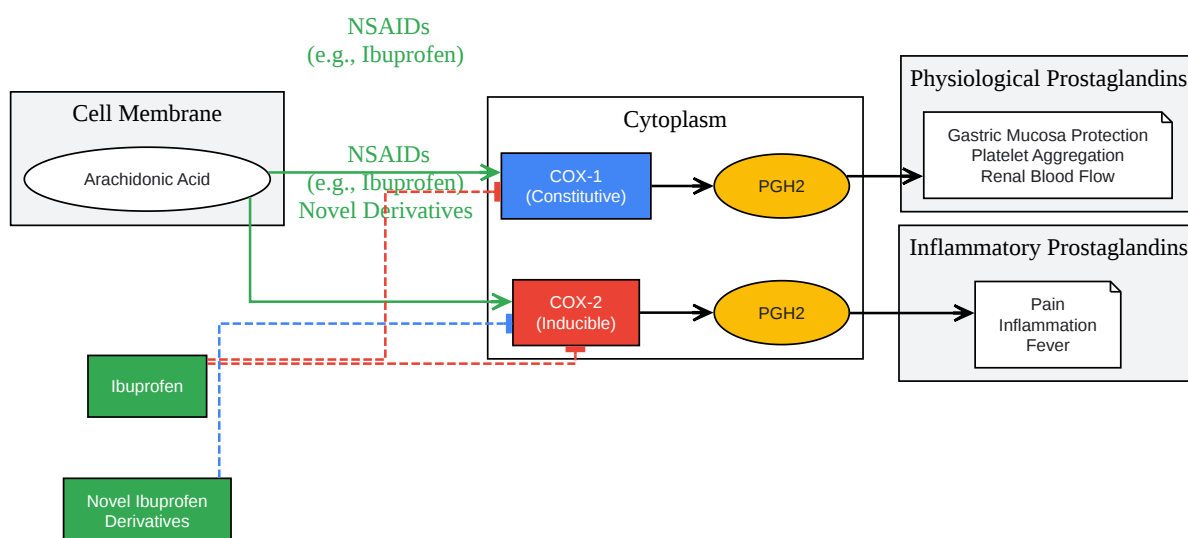 NSAIDs
(e.g., Ibuprofen)
Cell Membrane
Arachidonic Acid
NSAIDs
(e.g., Ibuprofen)
Novel Derivatives
Cytoplasm
COX-1
(Constitutive)
PGH2
COX-2
(Inducible)
PGH2
Physiological Prostaglandins
Gastric Mucosa Protection
Platelet Aggregation
Renal Blood Flow
Inflammatory Prostaglandins
Pain
Inflammation
Fever
Ibuprofen
Novel Ibuprofen
Derivatives